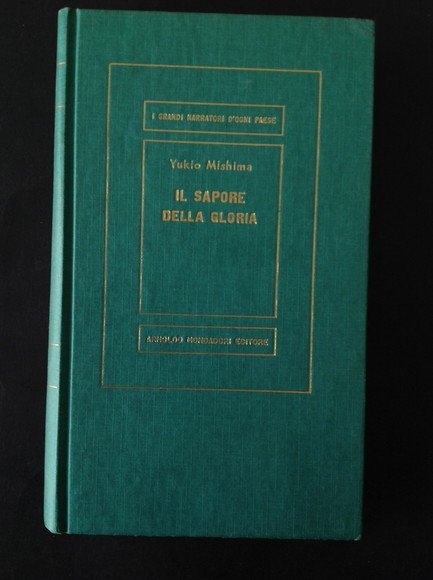 I GRANDI NARRATORI D'OGNI PAESE
Yukio Mishima
IL SAPORE
DELLA GLORIA
ARNOLDO MONDADORI EDITORE